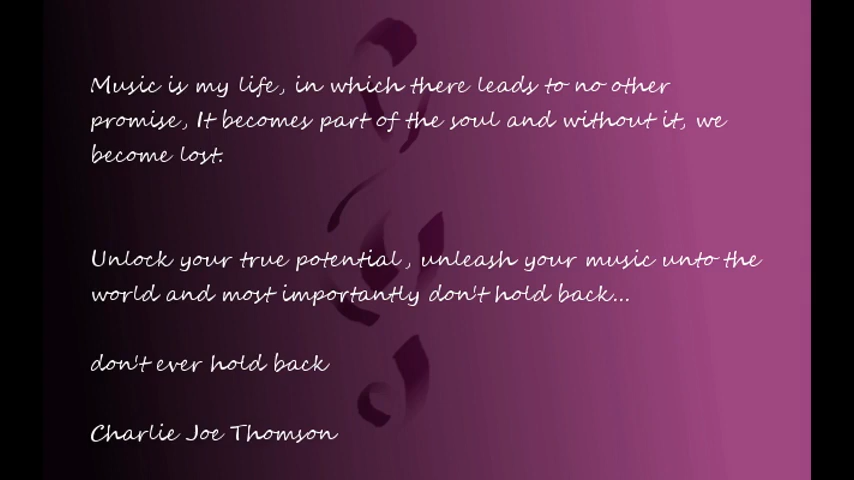 Music is my life, in which there leads to no other
promise, It becomes part of the soul and without it, we
become lost.
Unlock your true potential, unleash your music unto the
world and most importantly don't hold back...
don't ever hold back
Charlie Joe Thomson